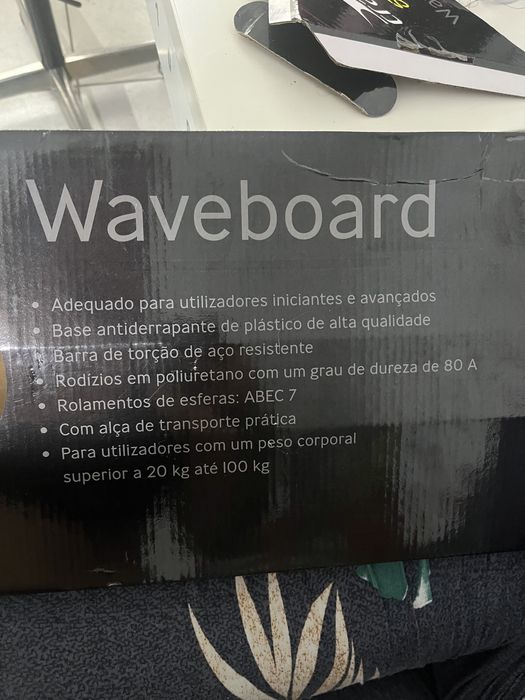 Wa
Waveboard
• Adequado para utilizadores iniciantes e avançados
• Base antiderrapante de plástico de alta qualidade
• Barra de torção de aço resistente
• Rodízios em poliuretano com um grau de dureza de 80 A
• Rolamentos de esferas: ABEC 7
• Com alça de transporte prática
• Para utilizadores com um peso corporal
superior a 20 kg até 100 kg